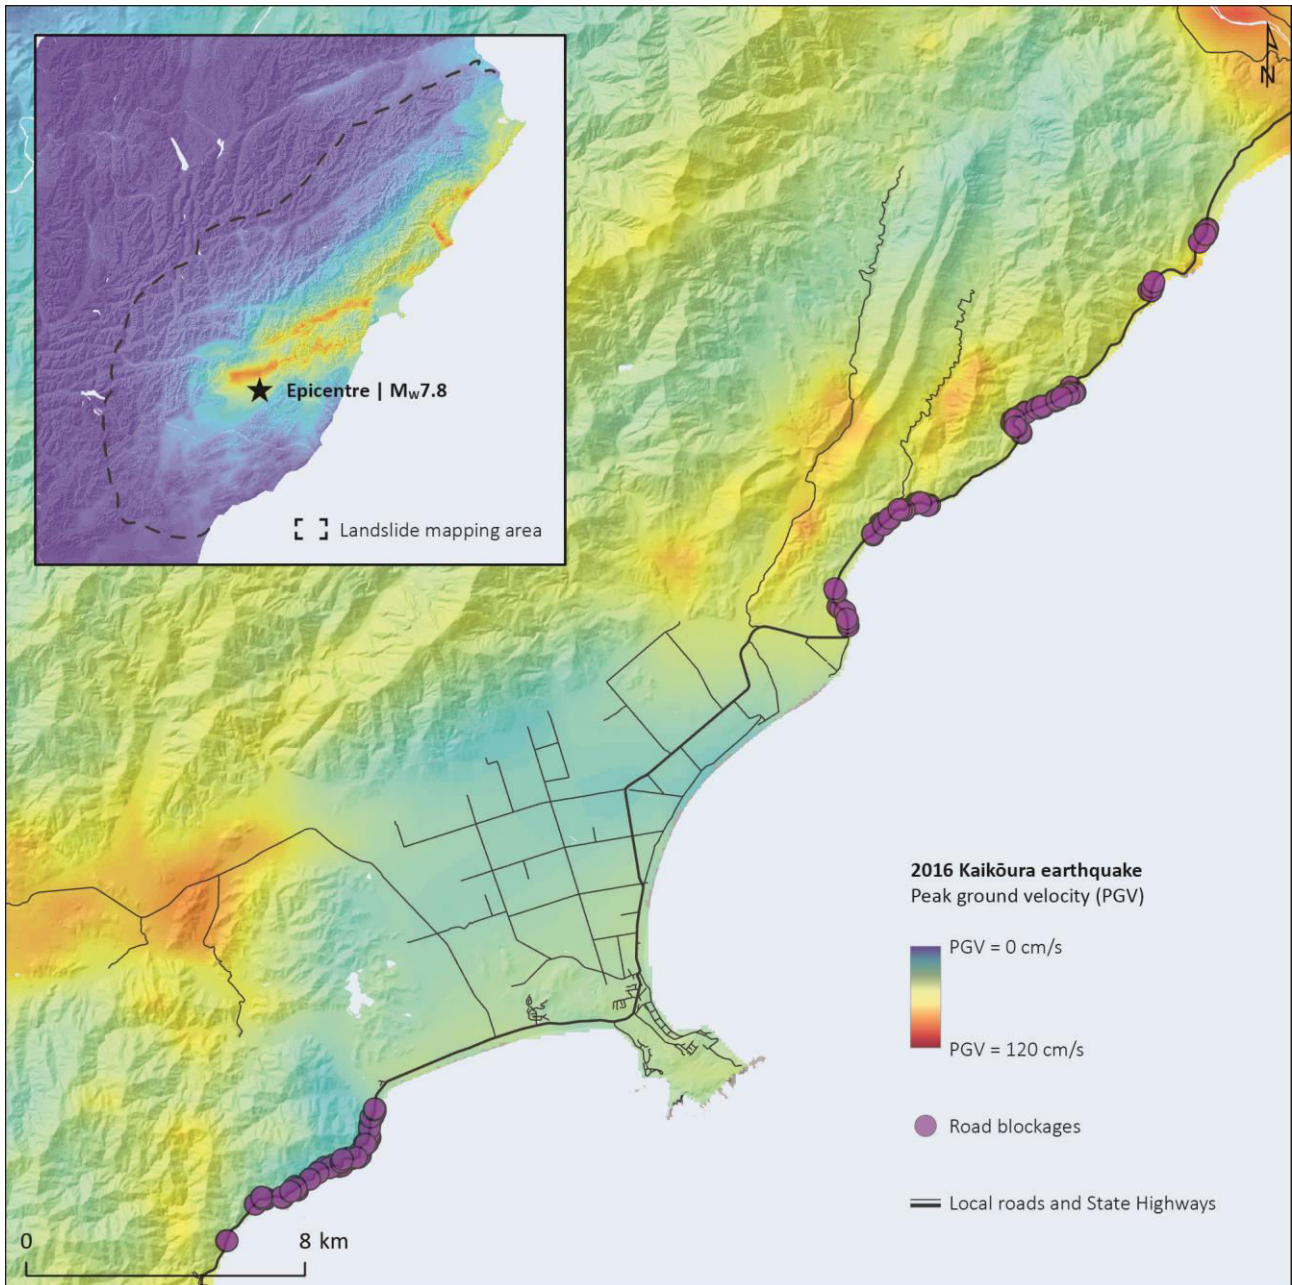 N
Epicentre | Mw7.8
Landslide mapping area
2016 Kaikōura earthquake
Peak ground velocity (PGV)
PGV = 0 cm/s
PGV = 120 cm/s
Road blockages
Local roads and State Highways
0 8 km